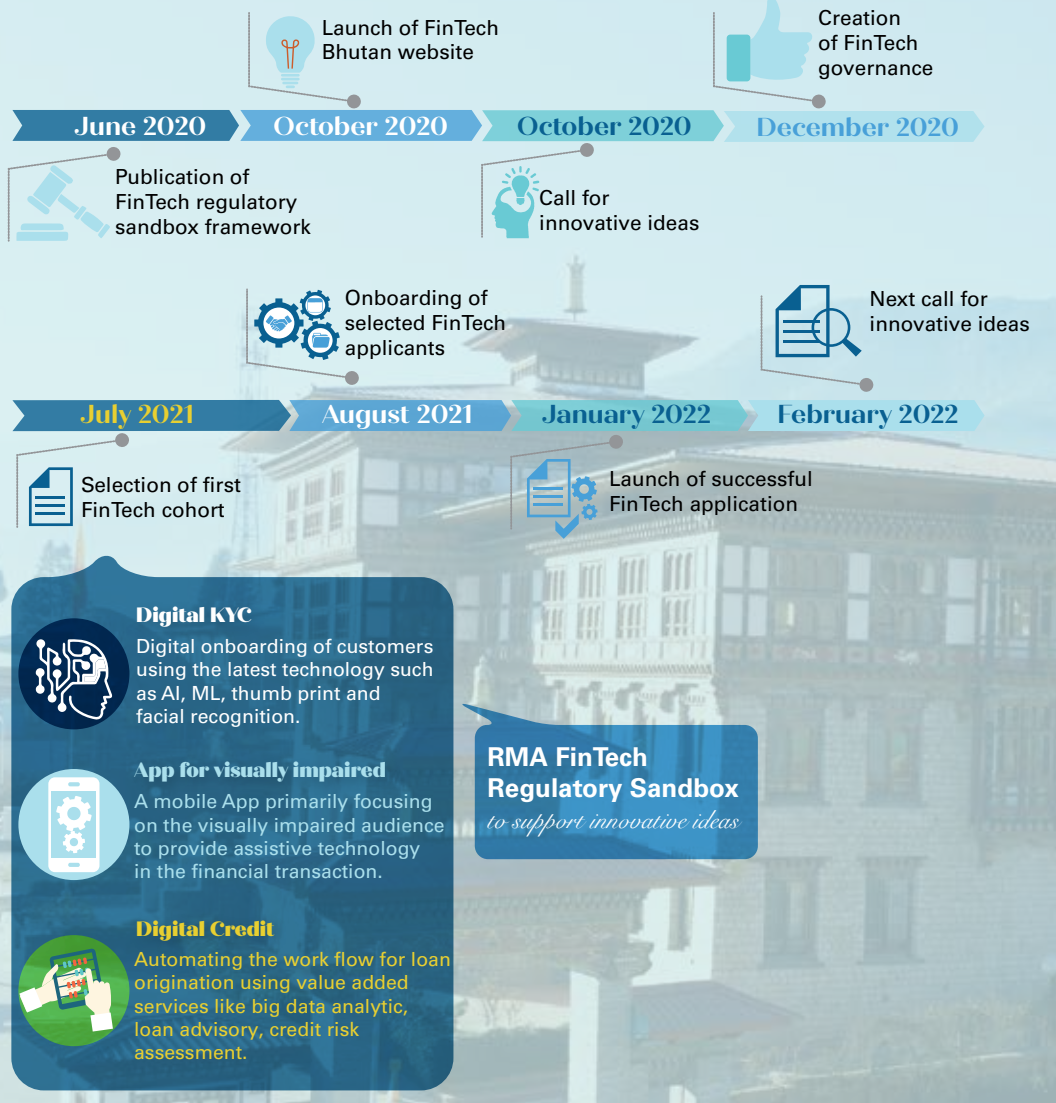 Launch of FinTech
Bhutan website
Creation
of FinTech
governance
June 2020
October 2020
October 2020
December 2020
Publication of
FinTech regulatory
sandbox framework
Call for
innovative ideas
Onboarding of
selected FinTech
applicants
Next call for
innovative ideas
July 2021
August 2021
January 2022
February 2022
Selection of first
FinTech cohort
Launch of successful
FinTech application
Digital KYC
Digital onboarding of customers
using the latest technology such
as AI, ML, thumb print and
facial recognition.
App for visually impaired
A mobile App primarily focusing
on the visually impaired audience
to provide assistive technology
in the financial transaction.
Digital Credit
Automating the work flow for loan
origination using value added
services like big data analytic,
loan advisory, credit risk
assessment.
RMA FinTech
Regulatory Sandbox
to support innovative ideas